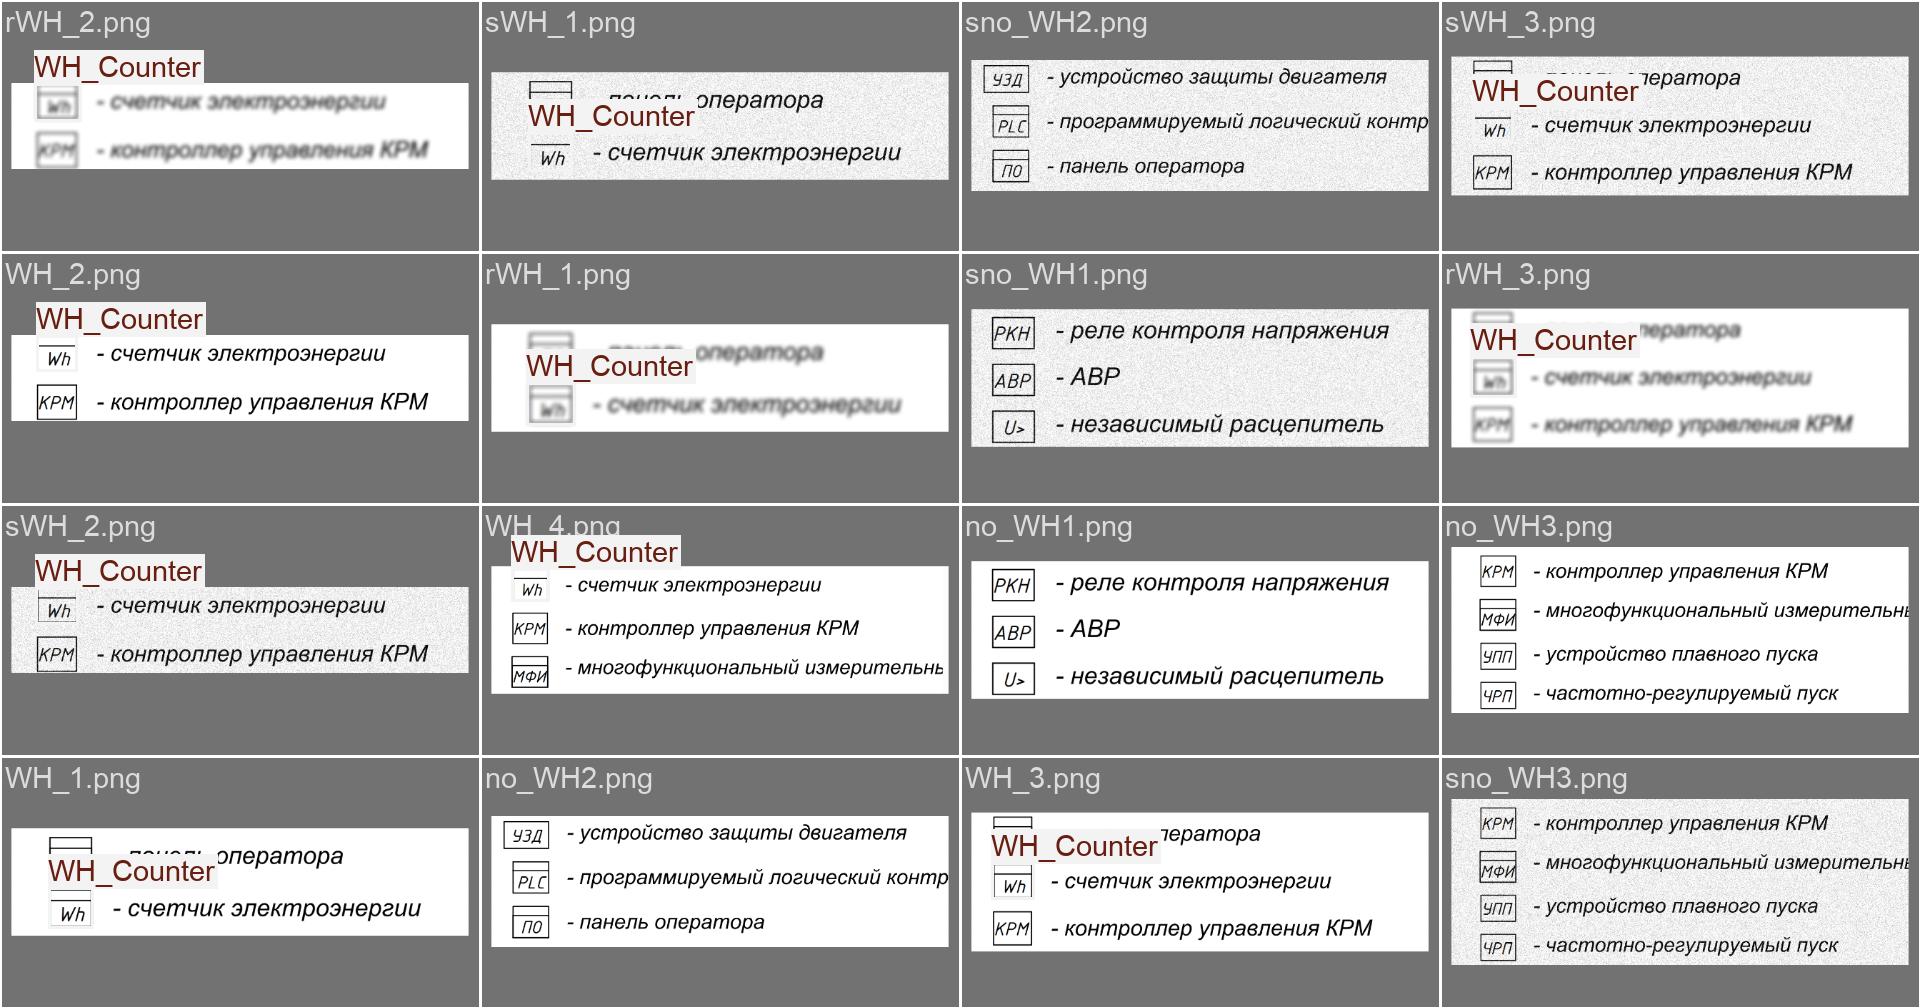 rWH_2.png
WH_Counter
Wh - счетчик электроэнергии
КРМ - контроллер управления КРМ
sWH_1.png
панель оператора
WH_Counter
Wh - счетчик электроэнергии
sno_WH2.png
УЗД - устройство защиты двигателя
PLC - программируемый логический контр
ПО - панель оператора
sWH_3.png
оператора
WH_Counter
Wh - счетчик электроэнергии
КРМ - контроллер управления КРМ
WH_2.png
WH_Counter
Wh - счетчик электроэнергии
КРМ - контроллер управления КРМ
rWH_1.png
оператора
WH_Counter
Wh - счетчик электроэнергии
sno_WH1.png
РКН - реле контроля напряжения
АВР - АВР
U> - независимый расцепитель
rWH_3.png
ператора
WH_Counter
Wh - счетчик электроэнергии
КРМ - контроллер управления КРМ
sWH_2.png
WH_Counter
Wh - счетчик электроэнергии
КРМ - контроллер управления КРМ
WH_4.png
WH_Counter
Wh - счетчик электроэнергии
КРМ - контроллер управления КРМ
МФИ - многофункциональный измерительн
no_WH1.png
РКН - реле контроля напряжения
АВР - АВР
U> - независимый расцепитель
no_WH3.png
КРМ - контроллер управления КРМ
МФИ - многофункциональный измерительн
УПП - устройство плавного пуска
ЧРП - частотно-регулируемый пуск
WH_1.png
панель оператора
WH_Counter
Wh - счетчик электроэнергии
no_WH2.png
УЗД - устройство защиты двигателя
PLC - программируемый логический контр
ПО - панель оператора
WH_3.png
ператора
WH_Counter
Wh - счетчик электроэнергии
КРМ - контроллер управления КРМ
sno_WH3.png
КРМ - контроллер управления КРМ
МФИ - многофункциональный измерительн
УПП - устройство плавного пуска
ЧРП - частотно-регулируемый пуск